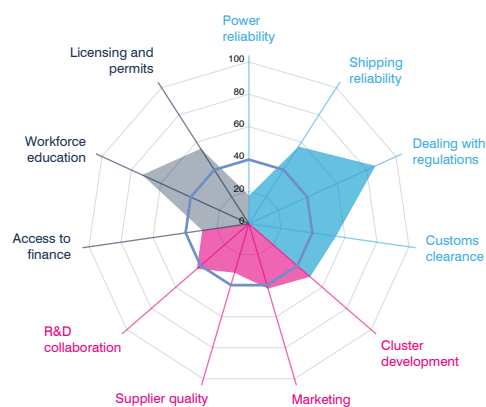 Power
reliability
Licensing and
permits
Shipping
reliability
100
80
60
40
20
0
Workforce
education
Dealing with
regulations
Access to
finance
Customs
clearance
R&D
collaboration
Cluster
development
Supplier quality
Marketing